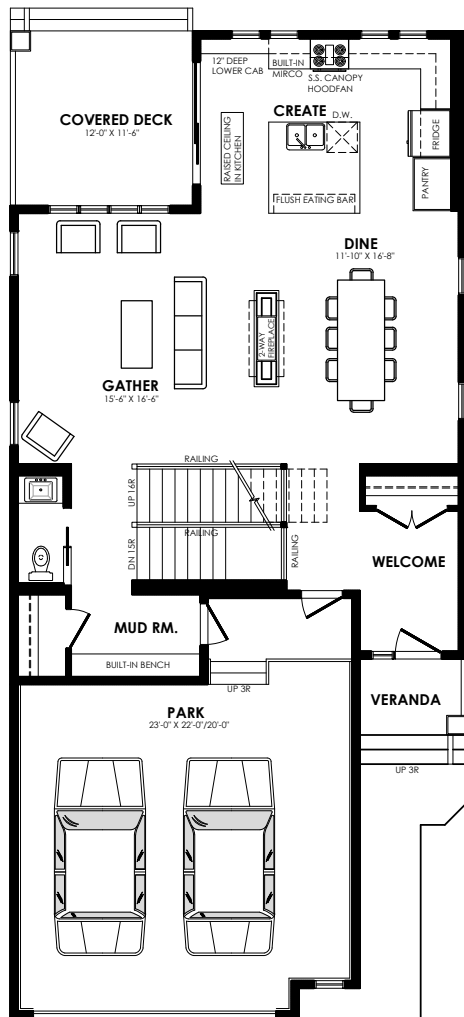 12" DEEP
LOWER CAB
BUILT-IN
MIRCO
S.S. CANOPY
HOODFAN
COVERED DECK
12'-0" X 11'-6"
CREATE
D.W.
RAISED CEILING
IN KITCHEN
FRIDGE
PANTRY
FLUSH EATING BAR
DINE
11'-10" X 16'-8"
2-WAY
FIREPLACE
GATHER
15'-6" X 16'-6"
RAILING
UP 16R
RAILING
DN 15R
RAILING
WELCOME
MUD RM.
BUILT-IN BENCH
UP 3R
VERANDA
PARK
23'-0" X 22'-0"/20'-0"
UP 3R